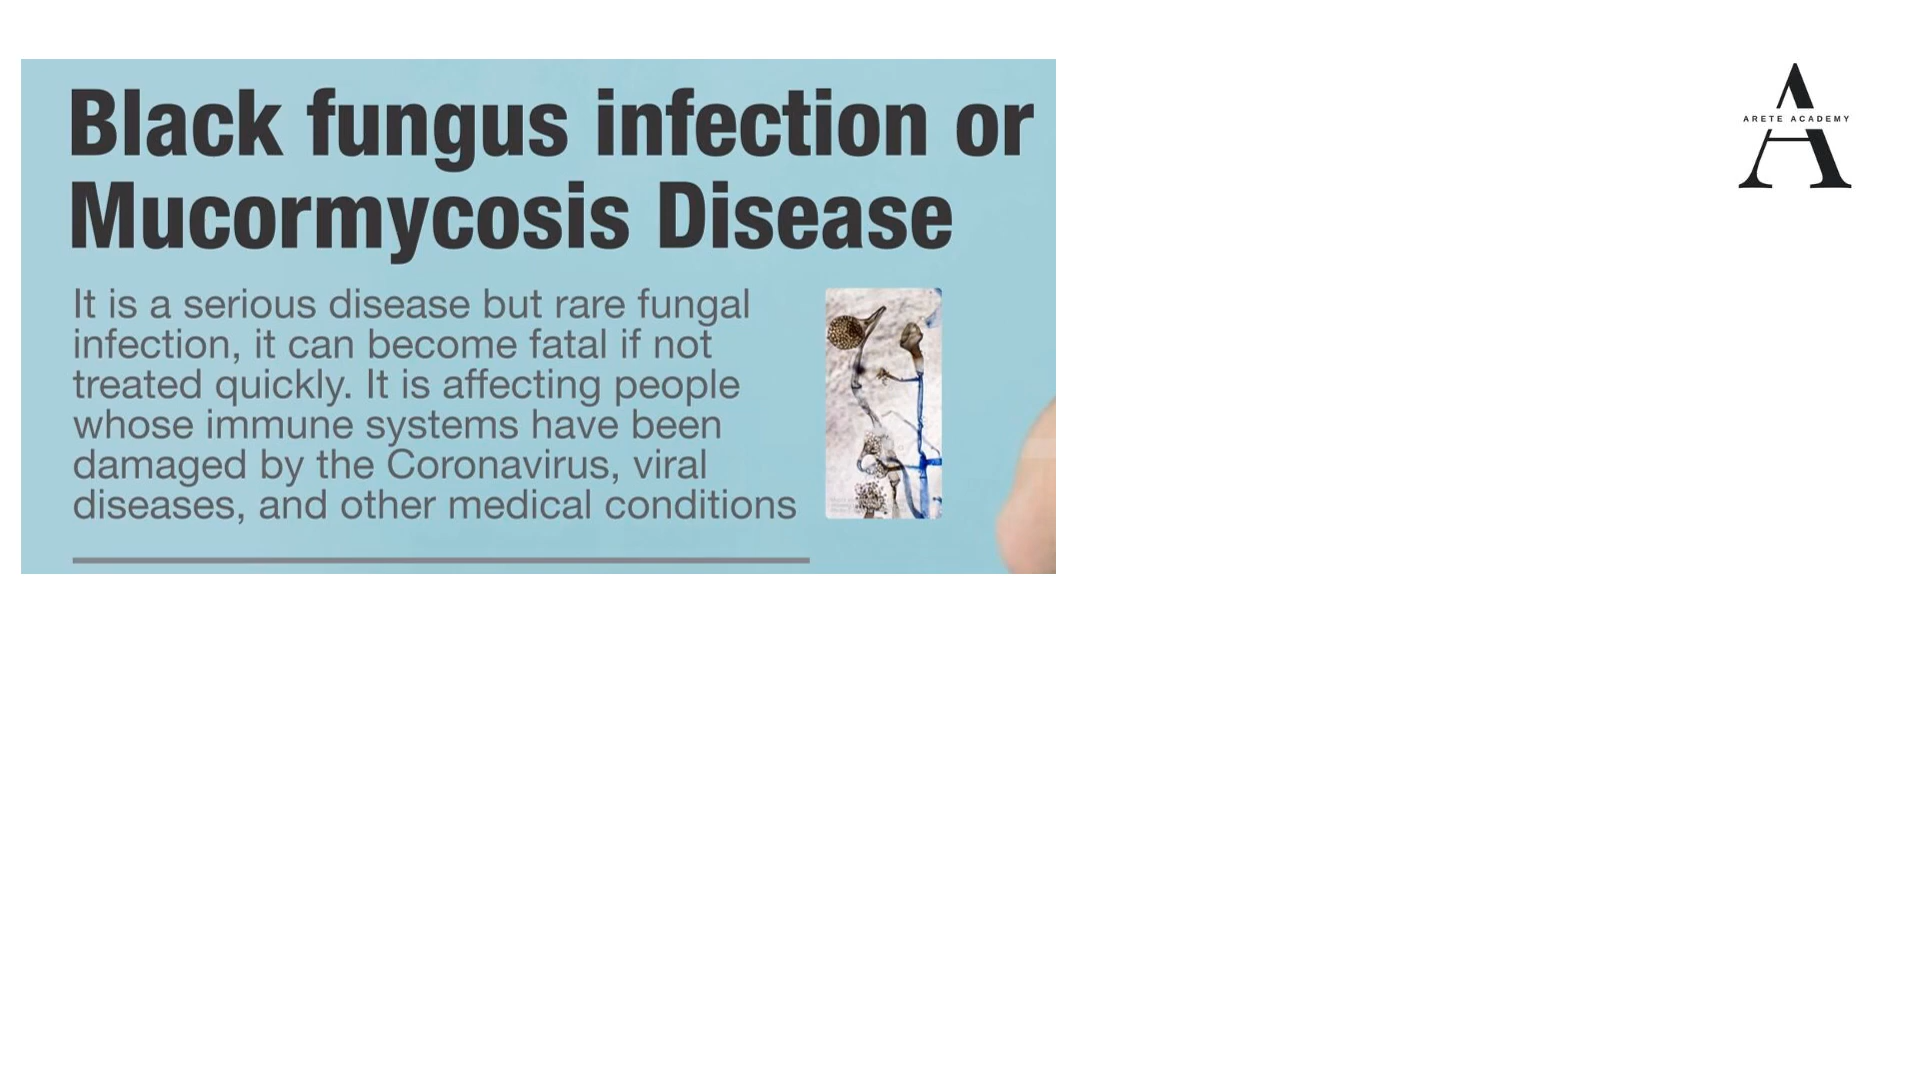 Black fungus infection or
Mucormycosis Disease
It is a serious disease but rare fungal
infection, it can become fatal if not
treated quickly. It is affecting people
whose immune systems have been
damaged by the Coronavirus, viral
diseases, and other medical conditions
ARETE ACADEMY